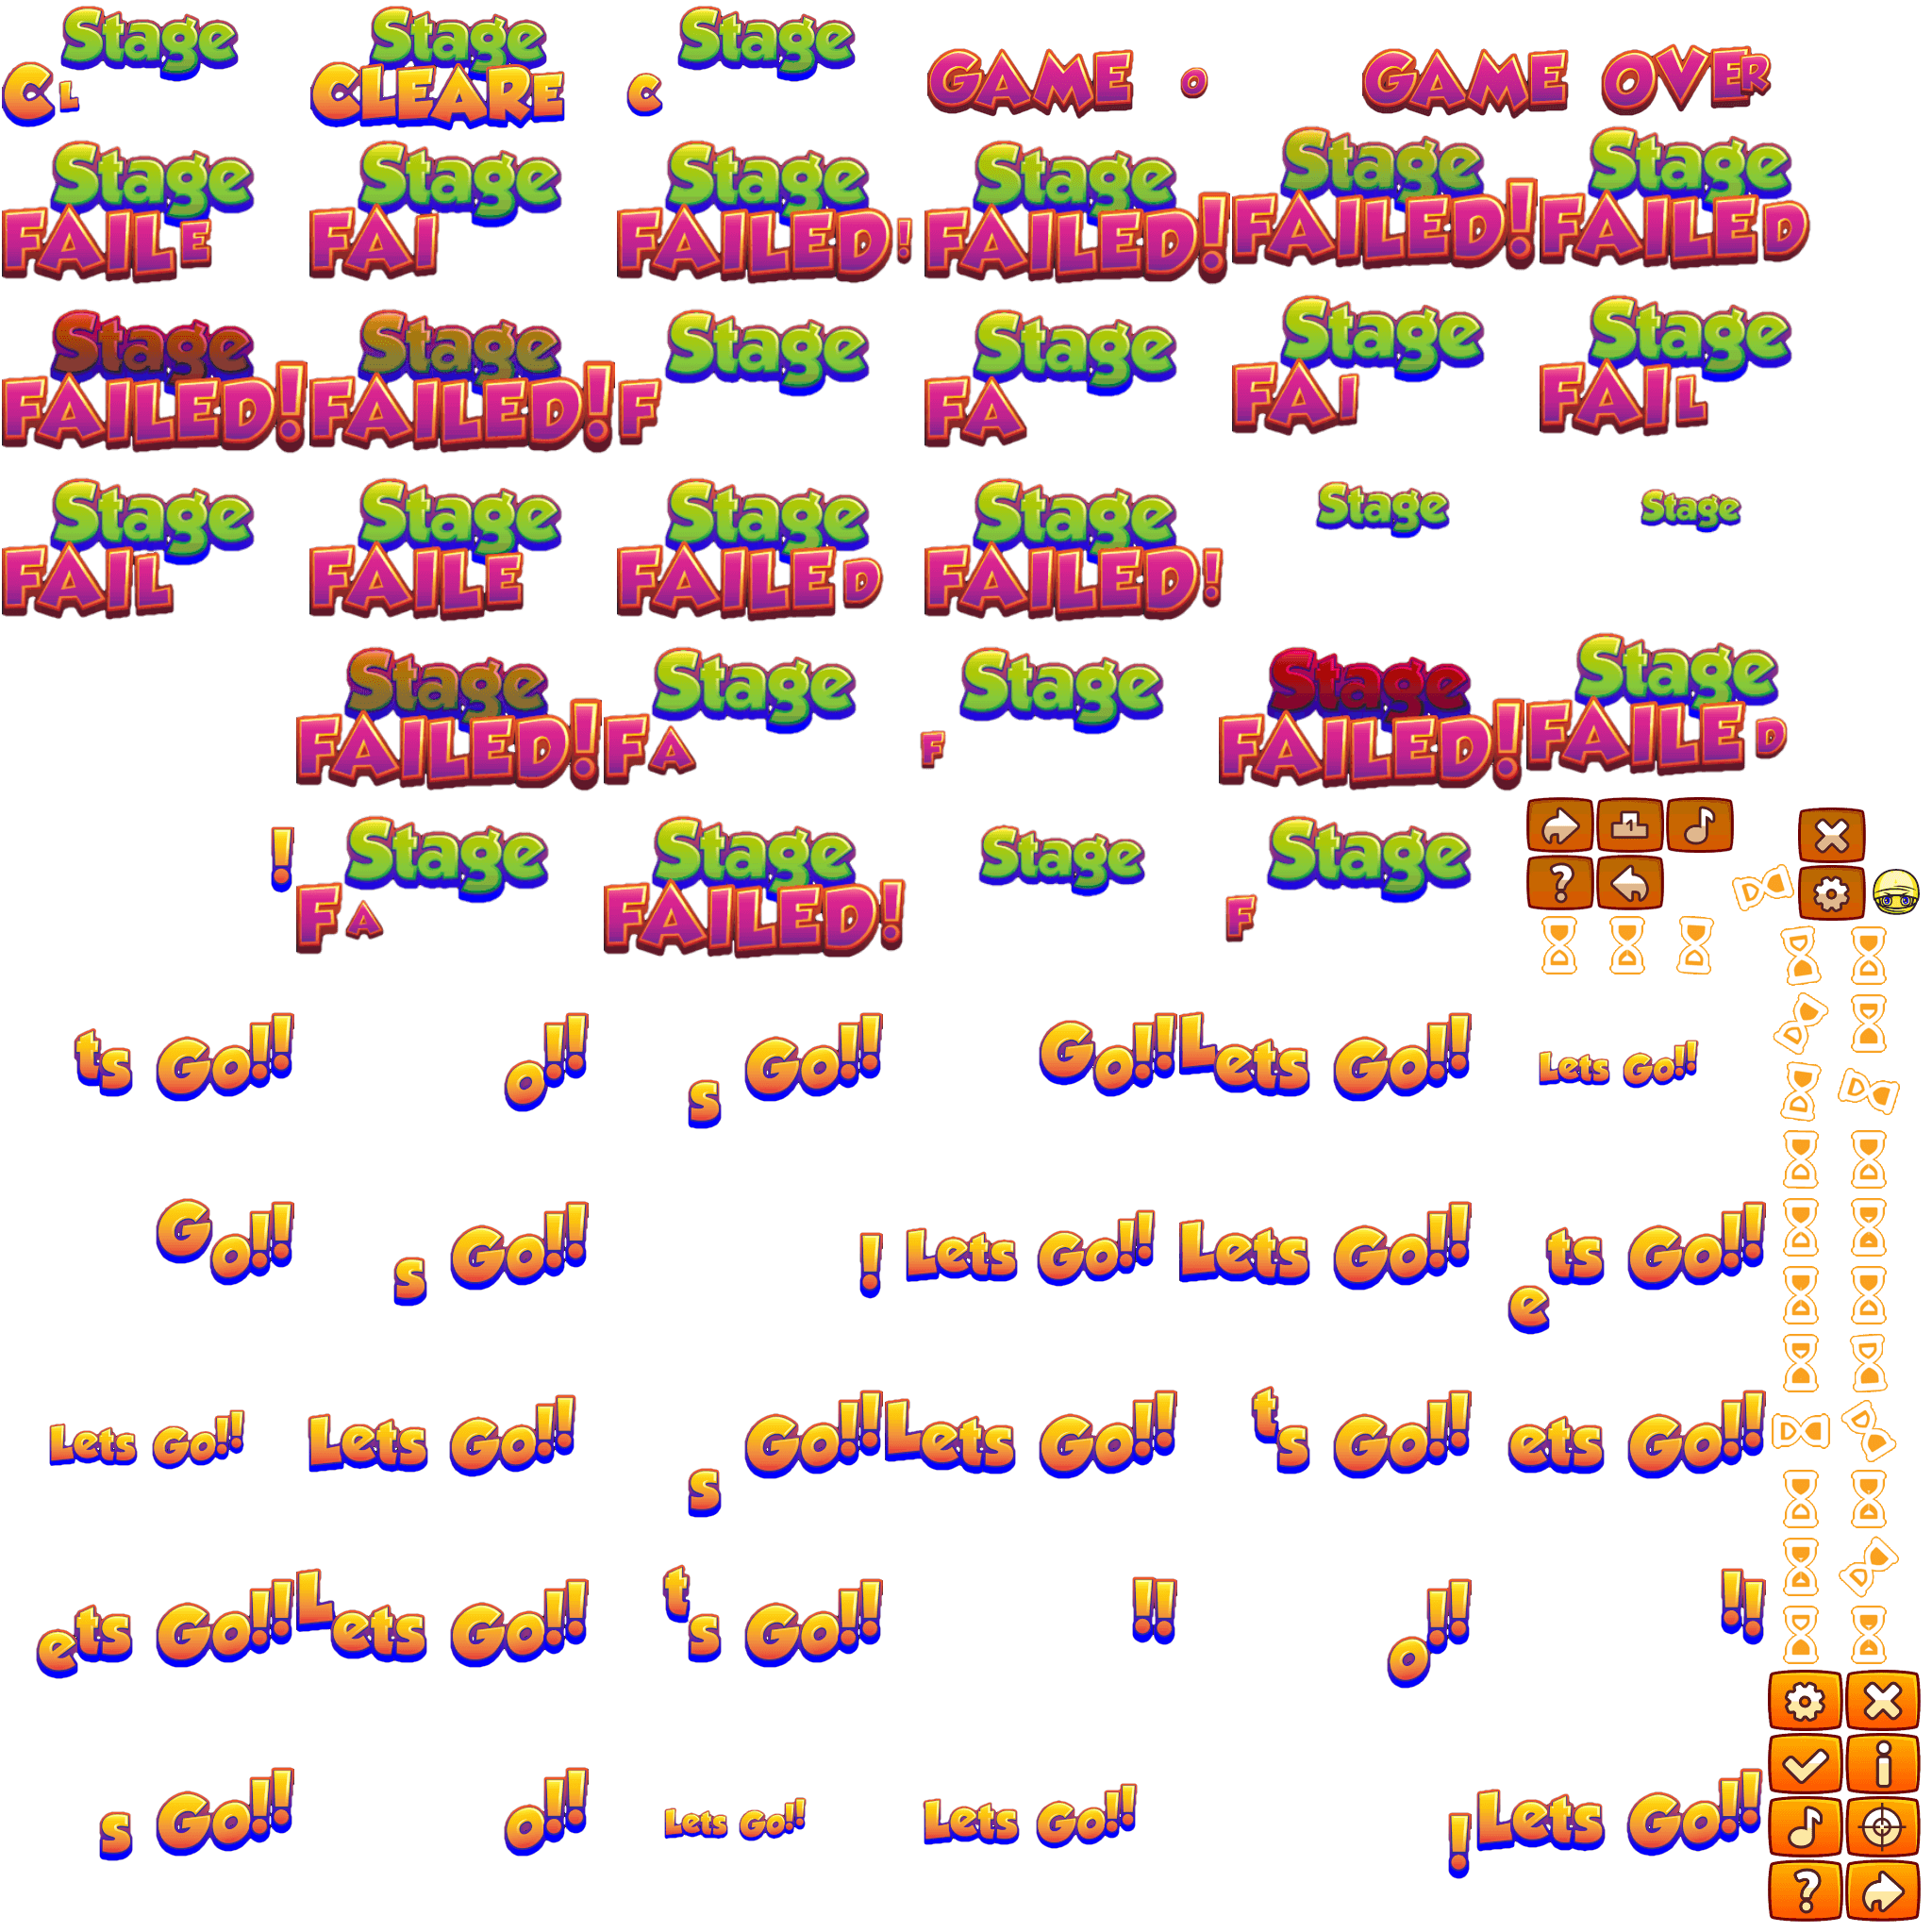 Stage Stage Stage
C L CLEARE C GAME O GAME OVER
Stage Stage Stage Stage Stage Stage
FAILE FAI FAILED! FAILED! FAILED! FAILED
Stage Stage Stage Stage Stage Stage
FAILED! FAILED! F FA FAI FAIL
Stage Stage Stage Stage Stage Stage
FAIL FAILE FAILED FAILED!
Stage Stage Stage Stage Stage
FAILED! FA F FAILED! FAILED
1
! Stage Stage Stage Stage ?
FA FAILED! F
ts Go!! o!! s Go!! Go!! Lets Go!! Lets Go!!
Go!! s Go!! ! Lets Go!! Lets Go!! ets Go!!
Lets Go!! Lets Go!! s Go!! Lets Go!! ts Go!! ets Go!!
ets Go!! Lets Go!! ts Go!! !! o!! !!
i
s Go!! o!! Lets Go!! Lets Go!! ! Lets Go!!
?